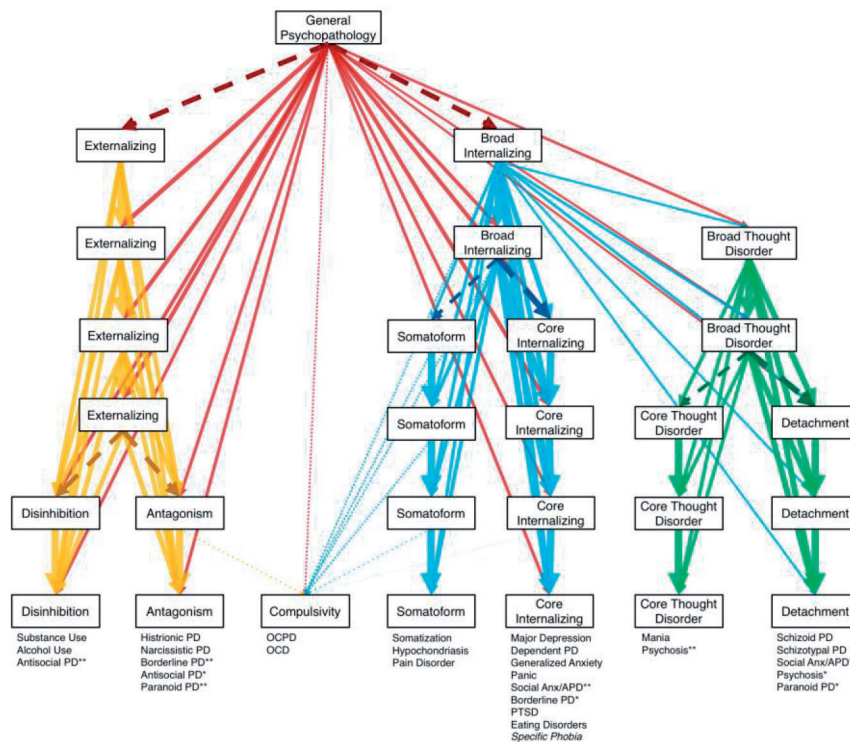 General
Psychopathology
Externalizing
Broad
Internalizing
Externalizing
Broad
Internalizing
Broad Thought
Disorder
Externalizing
Somatoform
Core
Internalizing
Broad Thought
Disorder
Externalizing
Somatoform
Core
Internalizing
Core Thought
Disorder
Detachment
Disinhibition
Antagonism
Somatoform
Core
Internalizing
Core Thought
Disorder
Detachment
Disinhibition
Antagonism
Compulsivity
Somatoform
Core
Internalizing
Core Thought
Disorder
Detachment
Substance Use
Alcohol Use
Antisocial PD**
Histrionic PD
Narcissistic PD
Borderline PD**
Antisocial PD*
Paranoid PD**
OCPD
OCD
Somatization
Hypochondriasis
Pain Disorder
Major Depression
Dependent PD
Generalized Anxiety
Panic
Social Anx/APD**
Borderline PD*
PTSD
Eating Disorders
Specific Phobia
Mania
Psychosis**
Schizoid PD
Schizotypal PD
Social Anx/APD*
Psychosis*
Paranoid PD*